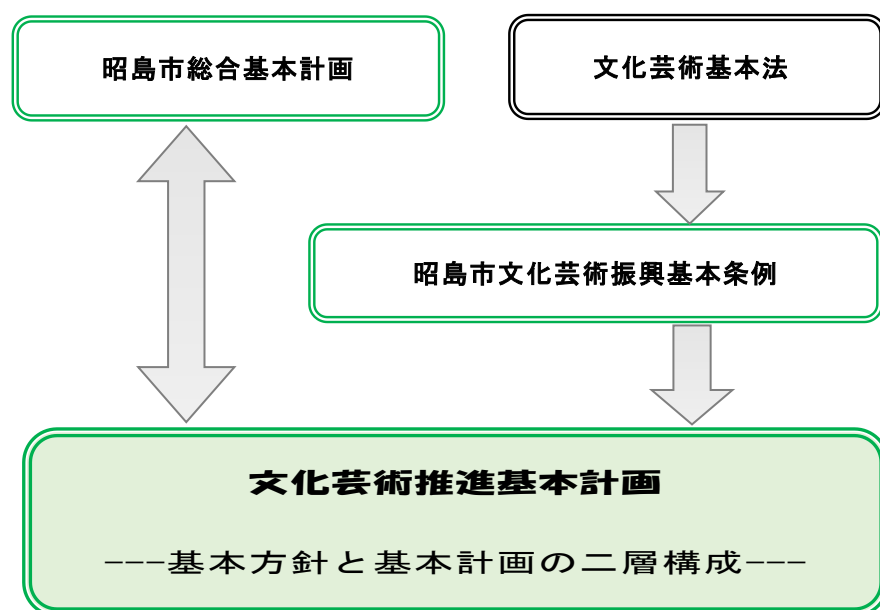 昭島市総合基本計画
文化芸術基本法
昭島市文化芸術振興基本条例
文化芸術推進基本計画
---基本方針と基本計画の二層構成---